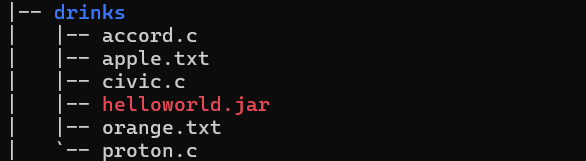 |-- drinks
|   |-- accord.c
|   |-- apple.txt
|   |-- civic.c
|   |-- helloworld.jar
|   |-- orange.txt
|   `-- proton.c